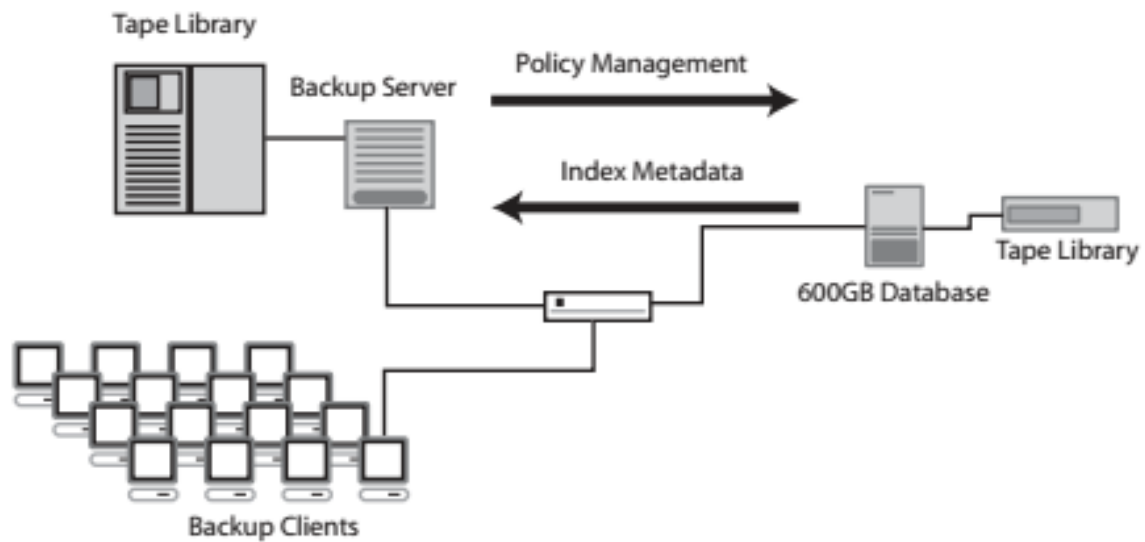 Tape Library
Backup Server
Policy Management
Index Metadata
Tape Library
600GB Database
Backup Clients